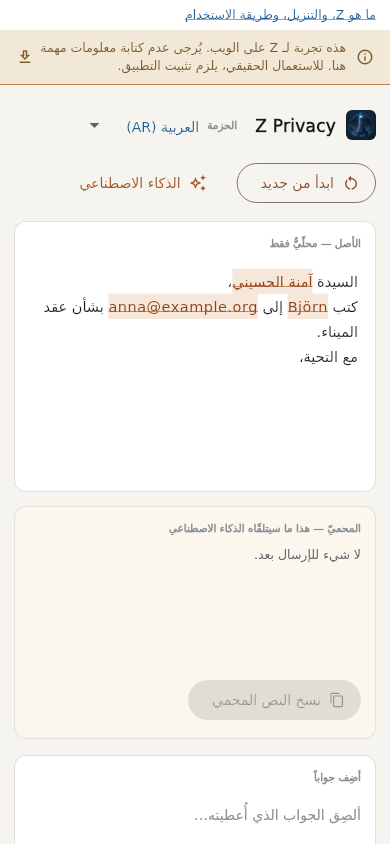 ما هو Z، والتنزيل، وطريقة الاستخدام
هذه تجربة لـ Z على الويب. يُرجى عدم كتابة معلومات مهمة
هنا. للاستعمال الحقيقي، يلزم تثبيت التطبيق.
Z Privacy الحزمة العربية (AR)
ابدأ من جديد الذكاء الاصطناعي
الأصل — محلّيٌّ فقط
السيدة آمنة الحسيني،
كتب Björn إلى anna@example.org بشأن عقد
الميناء.
مع التحية،
المحميّ — هذا ما سيتلقّاه الذكاء الاصطناعي
لا شيء للإرسال بعد.
نسخ النص المحمي
أضِف جواباً
ألصِق الجواب الذي أُعطيته...